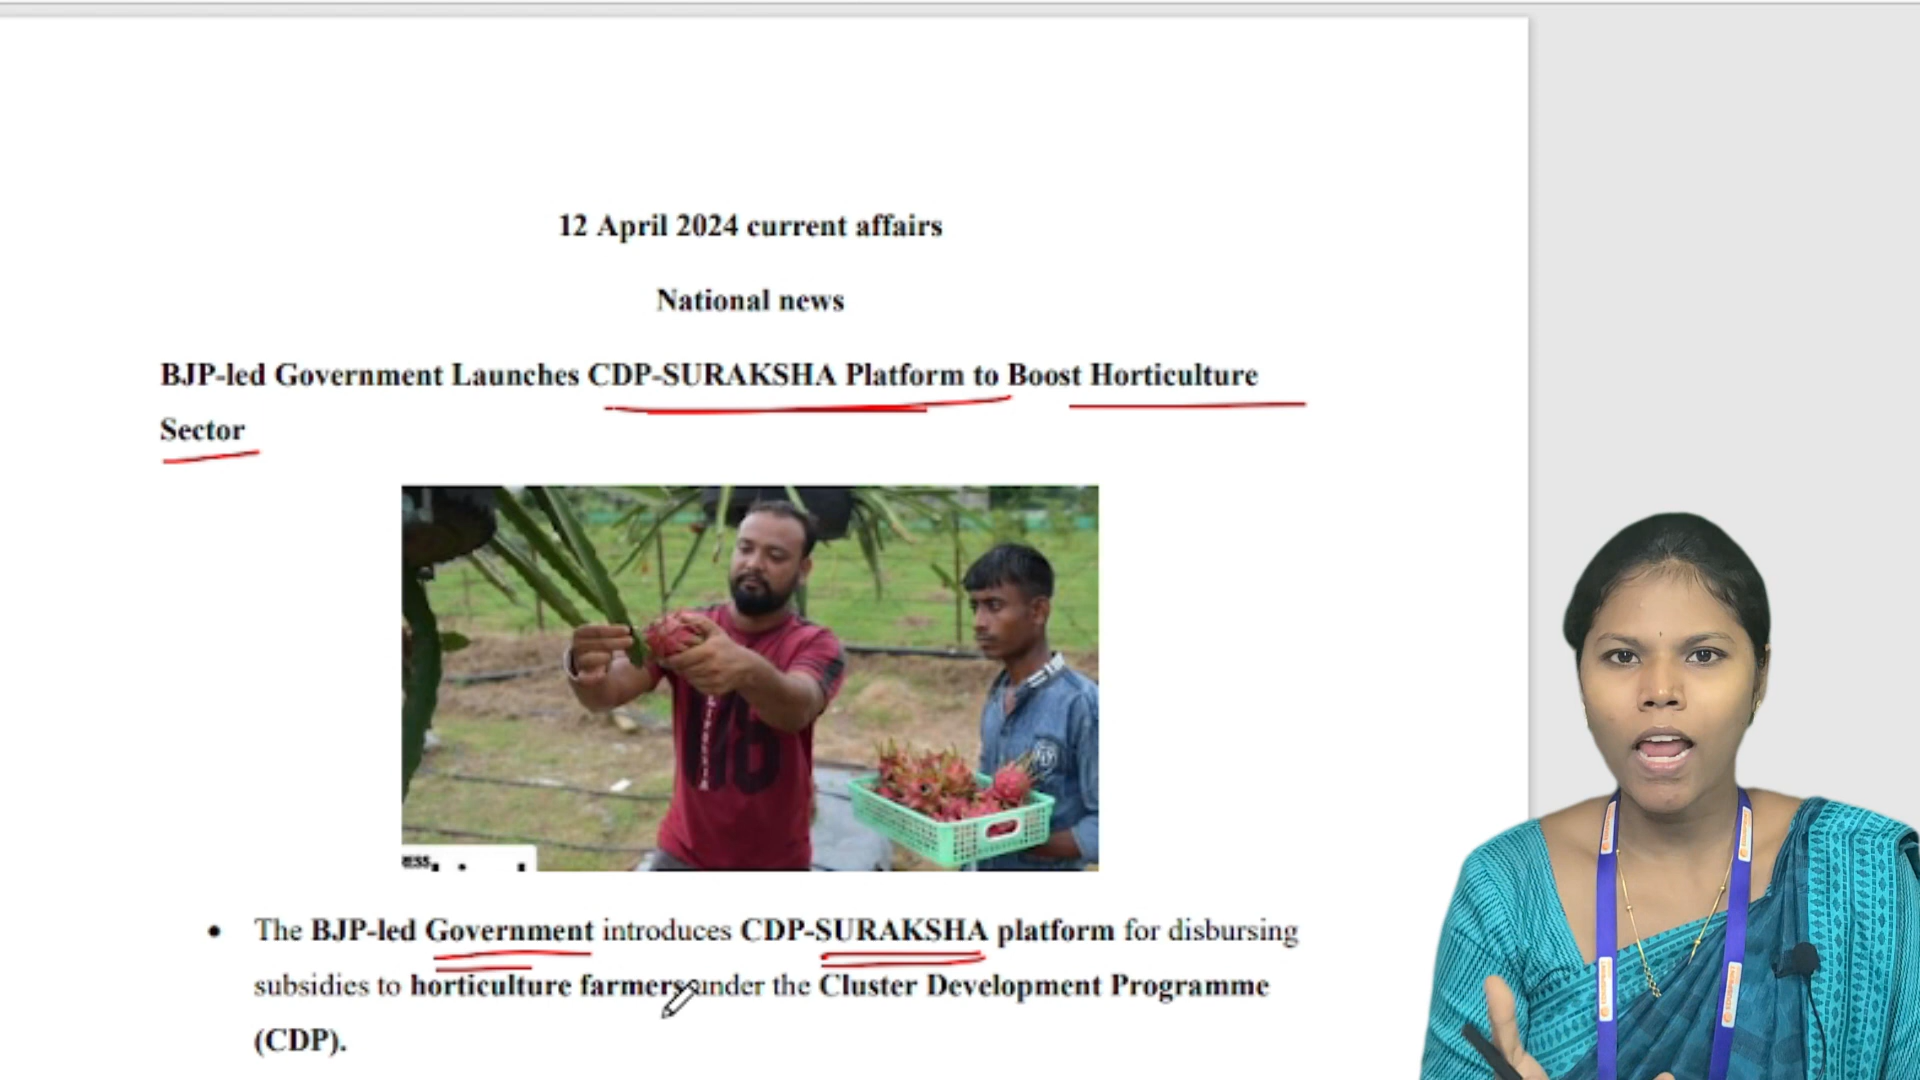 12 April 2024 current affairs
National news
BJP-led Government Launches CDP-SURAKSHA Platform to Boost Horticulture
Sector
ESS
The BJP-led Government introduces CDP-SURAKSHA platform for disbursing
subsidies to horticulture farmers under the Cluster Development Programme
(CDP).